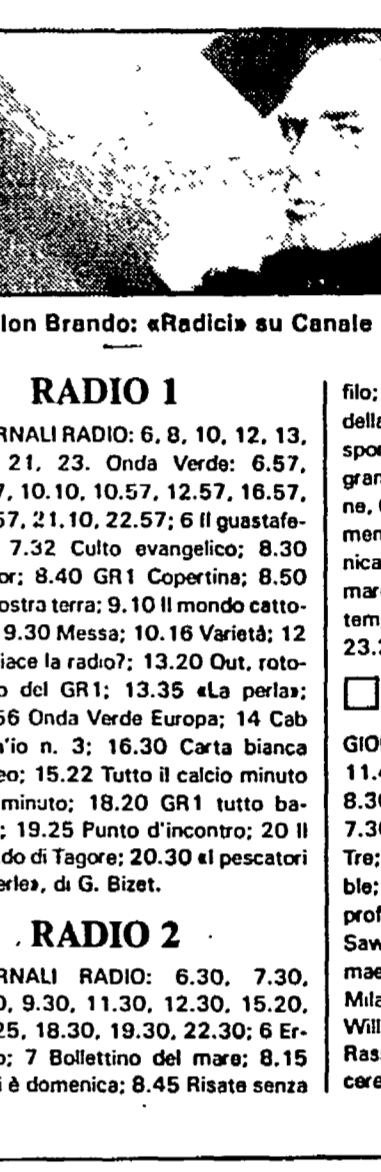 lon Brando: «Radici» su Canale
RADIO 1
RNALI RADIO: 6, 8, 10, 12, 13,
21, 23. Onda Verde: 6.57,
7, 10.10, 10.57, 12.57, 16.57,
57, 21.10, 22.57; 6 Il guastafe-
7.32 Culto evangelico; 8.30
or; 8.40 GR1 Copertina; 8.50
ostra terra; 9.10 Il mondo catto-
9.30 Messa; 10.16 Varietà; 12
iace la radio?; 13.20 Out, roto-
o del GR1; 13.35 «La perla»;
56 Onda Verde Europa; 14 Cab
n'io n. 3; 16.30 Carta bianca
eo; 15.22 Tutto il calcio minuto
minuto; 18.20 GR1 tutto ba-
; 19.25 Punto d'incontro; 20 Il
do di Tagore; 20.30 «I pescatori
erle», di G. Bizet.
RADIO 2
RNALI RADIO: 6.30, 7.30,
0, 9.30, 11.30, 12.30, 15.20,
25, 18.30, 19.30, 22.30; 6 Er-
o; 7 Bollettino del mare; 8.15
i è domenica; 8.45 Risate senza
filo;
della
spor
gran
ne,
men
nica
mar
tem
23.
GIO
11.4
8.30
7.30
Tre;
ble;
prof
Saw
mae
Mila
Will
Ras
cere